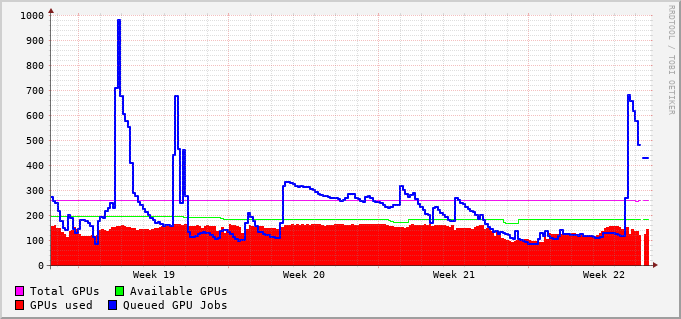 1000
900
800
700
600
500
400
300
200
100
0
Week 19 Week 20 Week 21 Week 22
Total GPUs Available GPUs
GPUs used Queued GPU Jobs
RRDTOOL / TOBI OETIKER